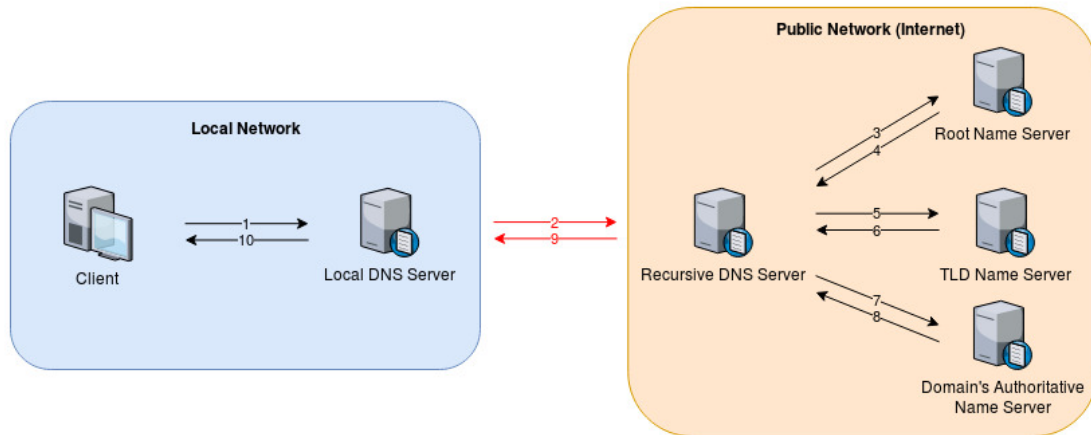 Public Network (Internet)
Local Network
Root Name Server
Client
Local DNS Server
Recursive DNS Server
TLD Name Server
Domain's Authoritative
Name Server
1
10
2
9
3
4
5
6
7
8